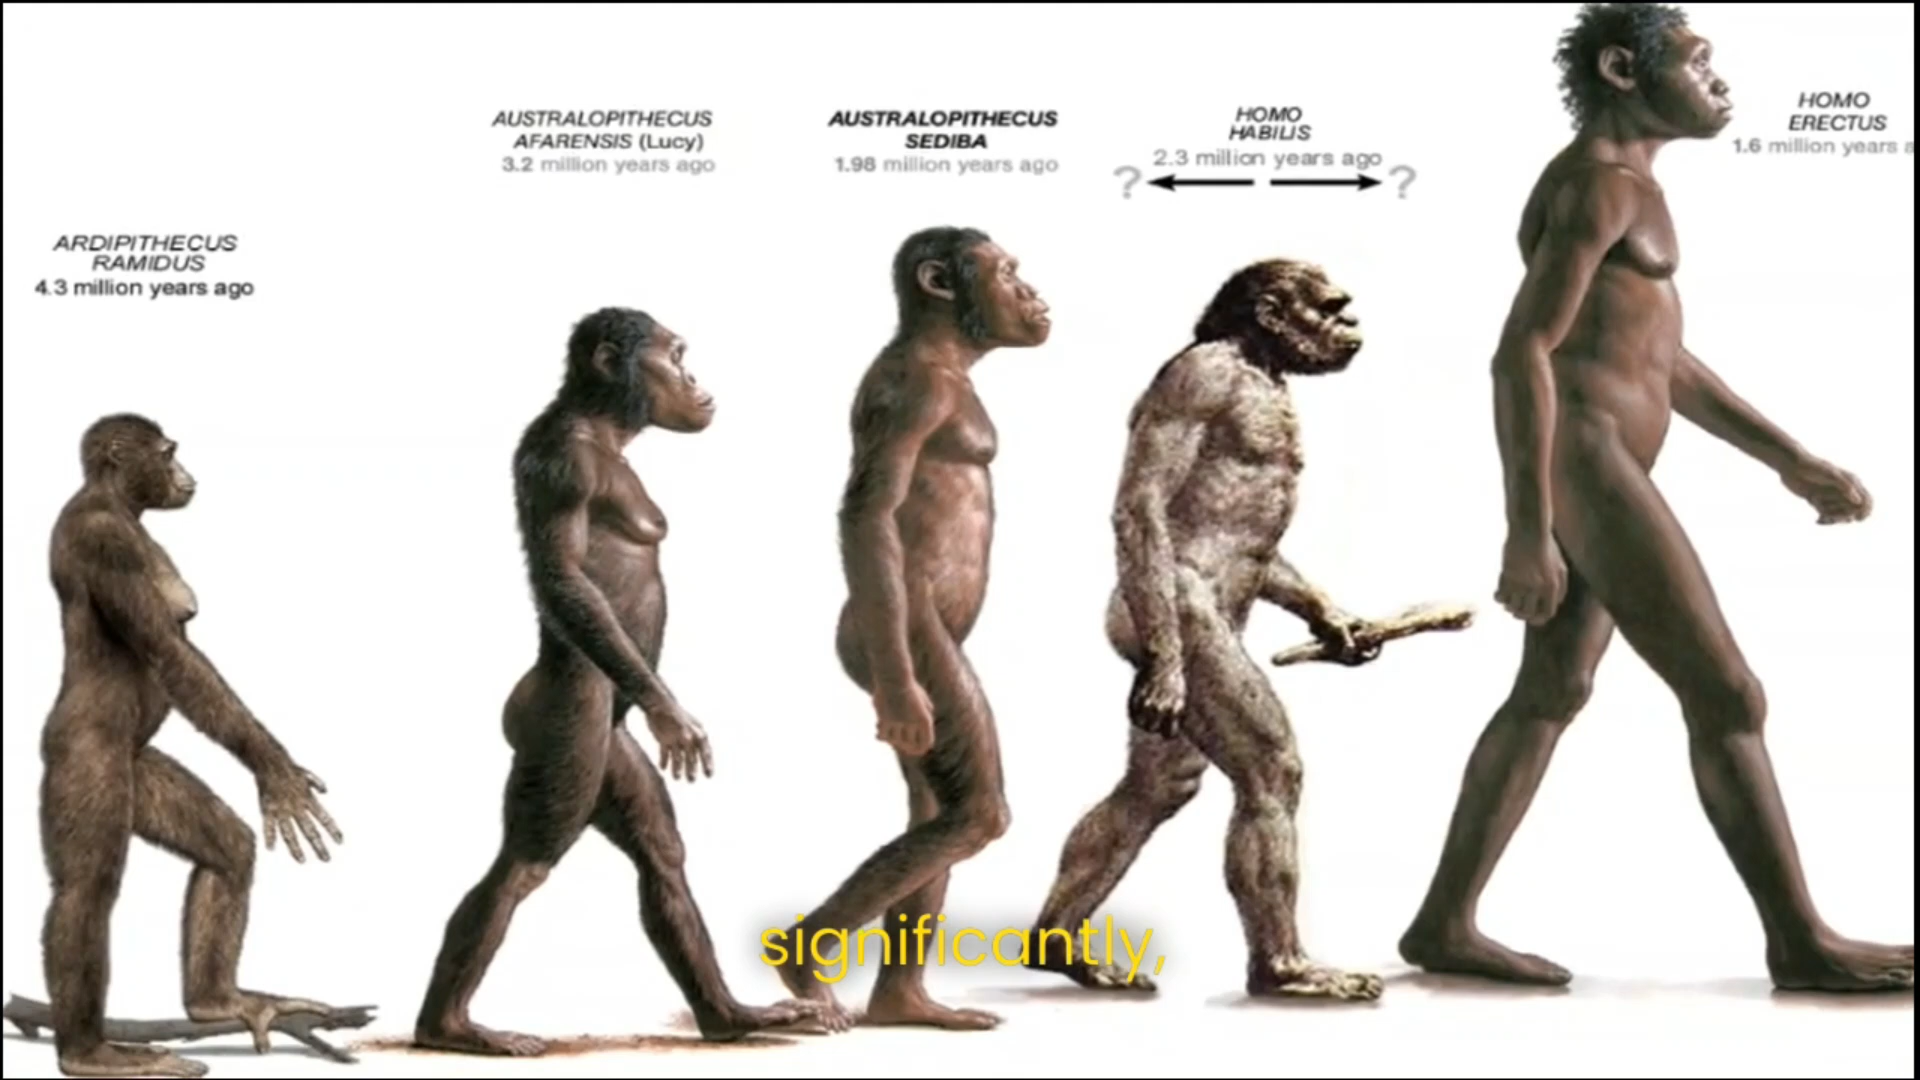 ARDIPITHECUS
RAMIDUS
4.3 million years ago
AUSTRALOPITHECUS
AFARENSIS (Lucy)
3.2 million years ago
AUSTRALOPITHECUS
SEDIBA
1.98 million years ago
HOMO
HABILIS
2.3 million years ago
? ?
HOMO
ERECTUS
1.6 million years a
significantly,